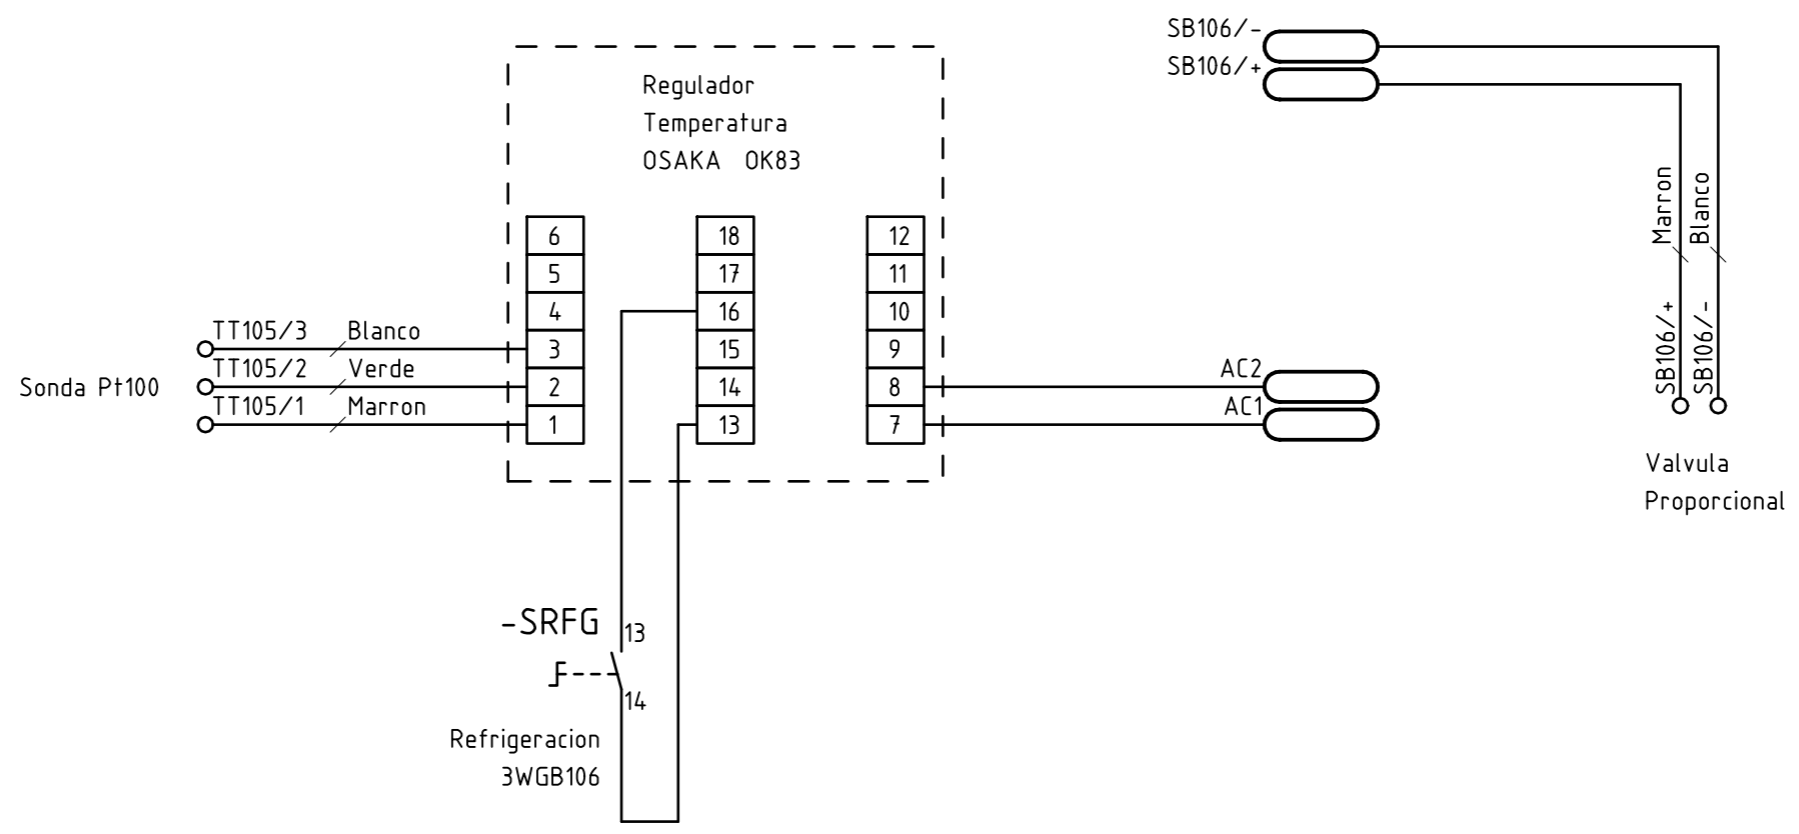 SB106/-
SB106/+
Regulador
Temperatura
OSAKA OK83
6
5
4
3
2
1
18
17
16
15
14
13
12
11
10
9
8
7
TT105/3 Blanco
TT105/2 Verde
TT105/1 Marron
Sonda Pt100
AC2
AC1
Marron
Blanco
SB106/+
SB106/-
Valvula
Proporcional
-SRFG
13
14
Refrigeracion
3WGB106